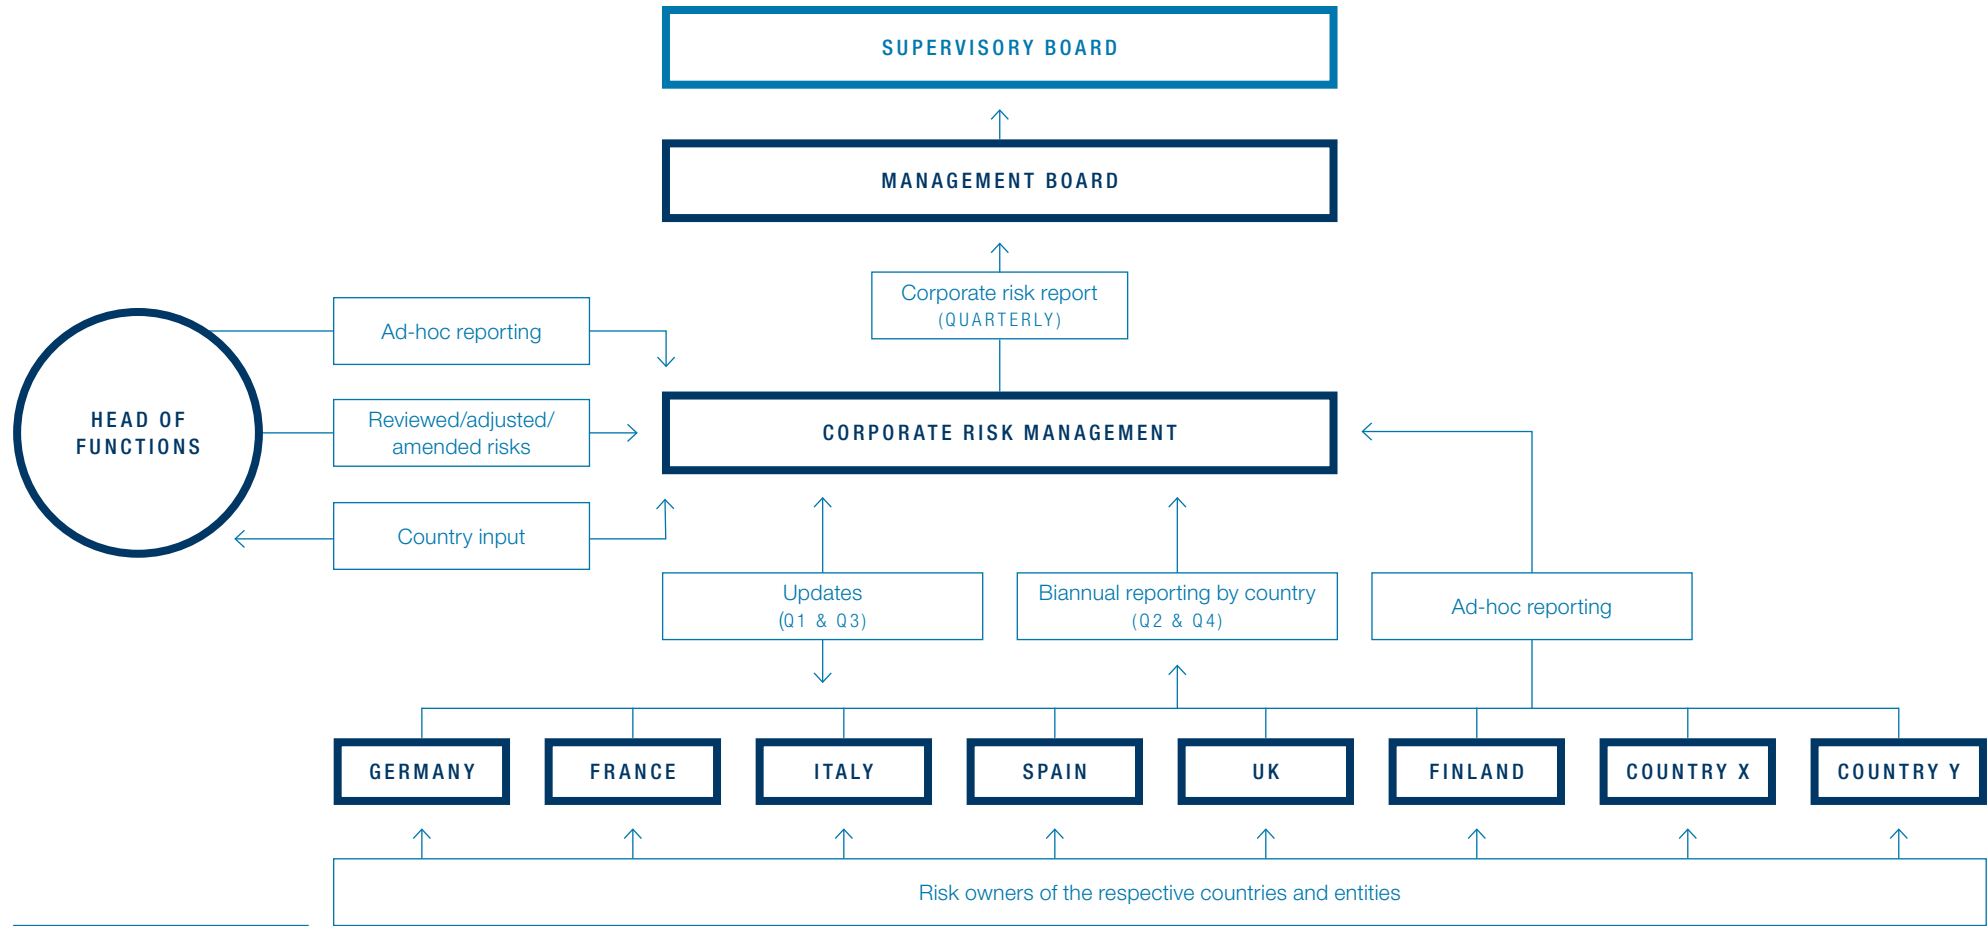 SUPERVISORY BOARD
MANAGEMENT BOARD
Corporate risk report
(QUARTERLY)
Ad-hoc reporting
HEAD OF
FUNCTIONS
Reviewed/adjusted/
amended risks
CORPORATE RISK MANAGEMENT
Country input
Updates
(Q1 & Q3)
Biannual reporting by country
(Q2 & Q4)
Ad-hoc reporting
GERMANY
FRANCE
ITALY
SPAIN
UK
FINLAND
COUNTRY X
COUNTRY Y
Risk owners of the respective countries and entities